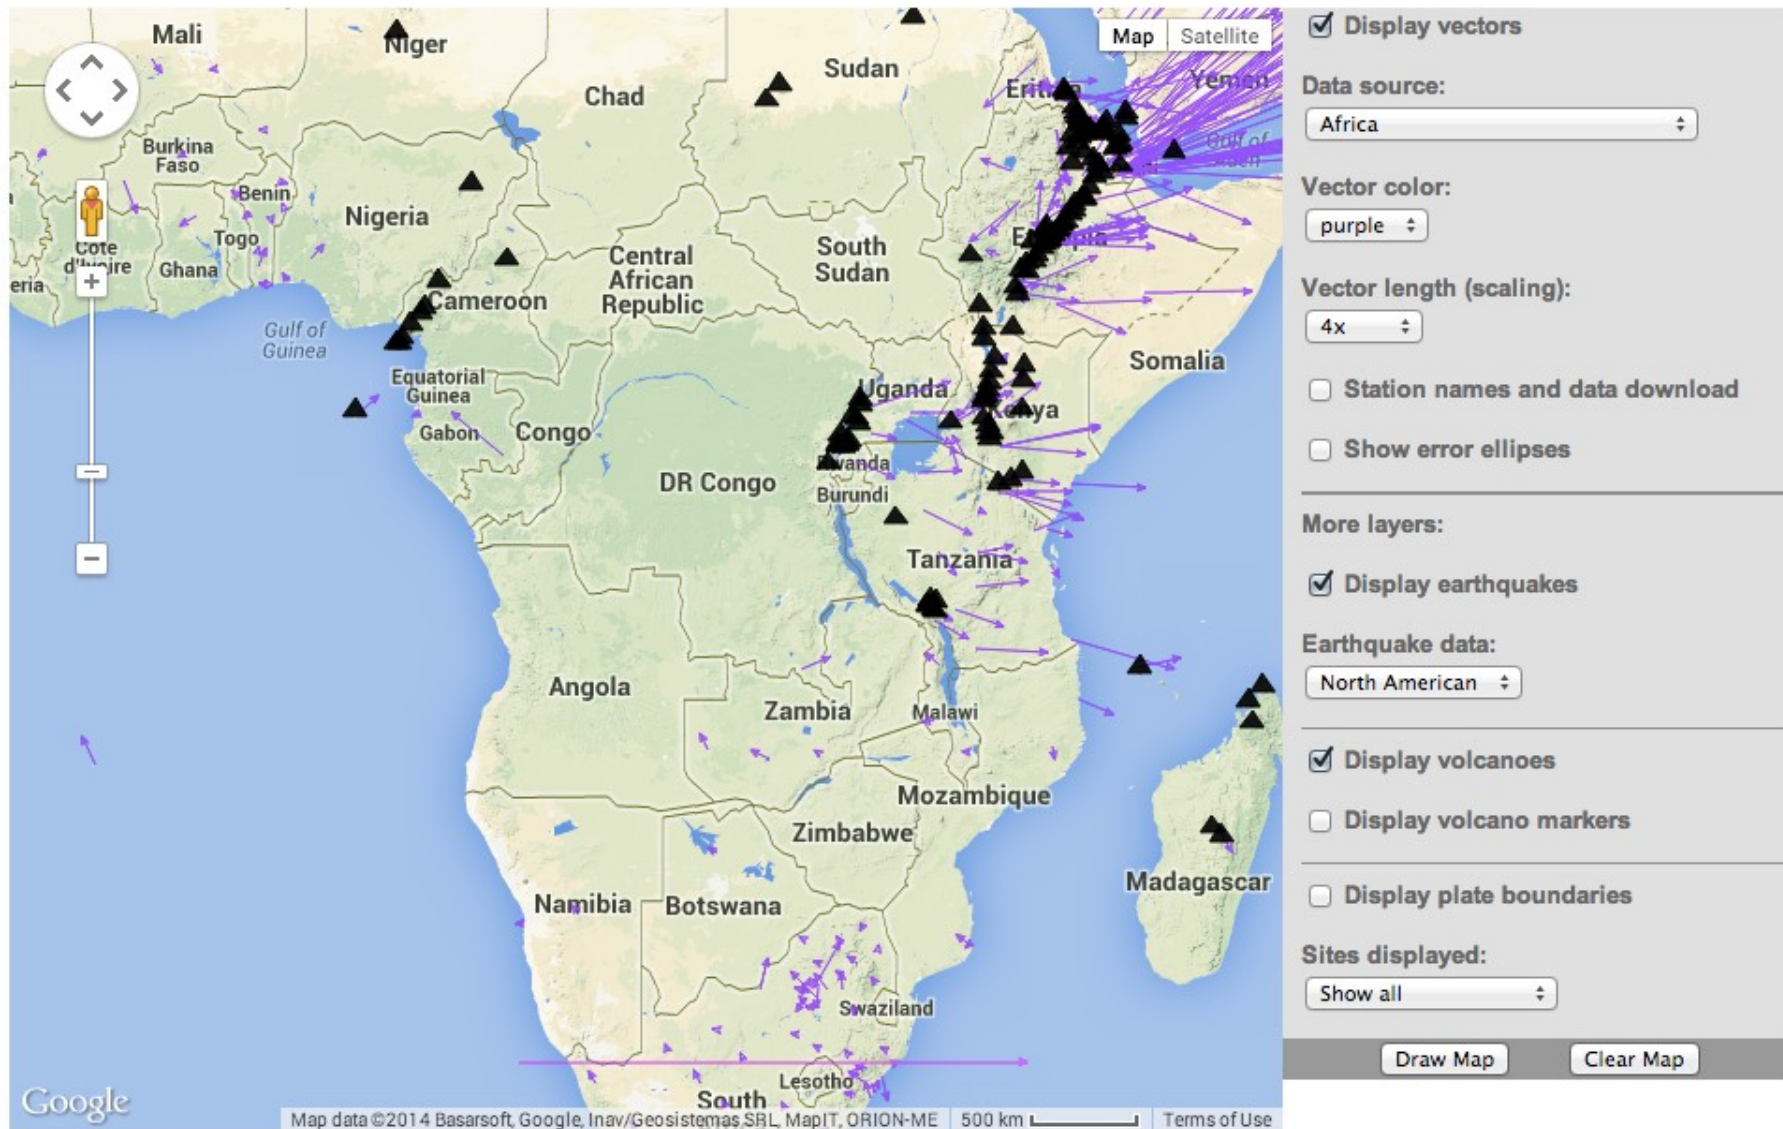 Mali
Niger
Chad
Sudan
Map
Satellite
Yemen
Burkina
Faso
Benin
Nigeria
Togo
Ghana
Central
African
Republic
South
Sudan
Cameroon
Gulf of
Guinea
Equatorial
Guinea
Gabon
Congo
Uganda
Somalia
DR Congo
Burundi
Tanzania
Angola
Zambia
Malawi
Mozambique
Zimbabwe
Namibia
Botswana
Madagascar
Swaziland
Lesotho
South
Google
Map data ©2014 Basarsoft, Google, Inav/Geosistemas SRL, MapIT, ORION-ME
500 km
Terms of Use
Display vectors
Data source:
Africa
Vector color:
purple
Vector length (scaling):
4x
Station names and data download
Show error ellipses
More layers:
Display earthquakes
Earthquake data:
North American
Display volcanoes
Display volcano markers
Display plate boundaries
Sites displayed:
Show all
Draw Map
Clear Map